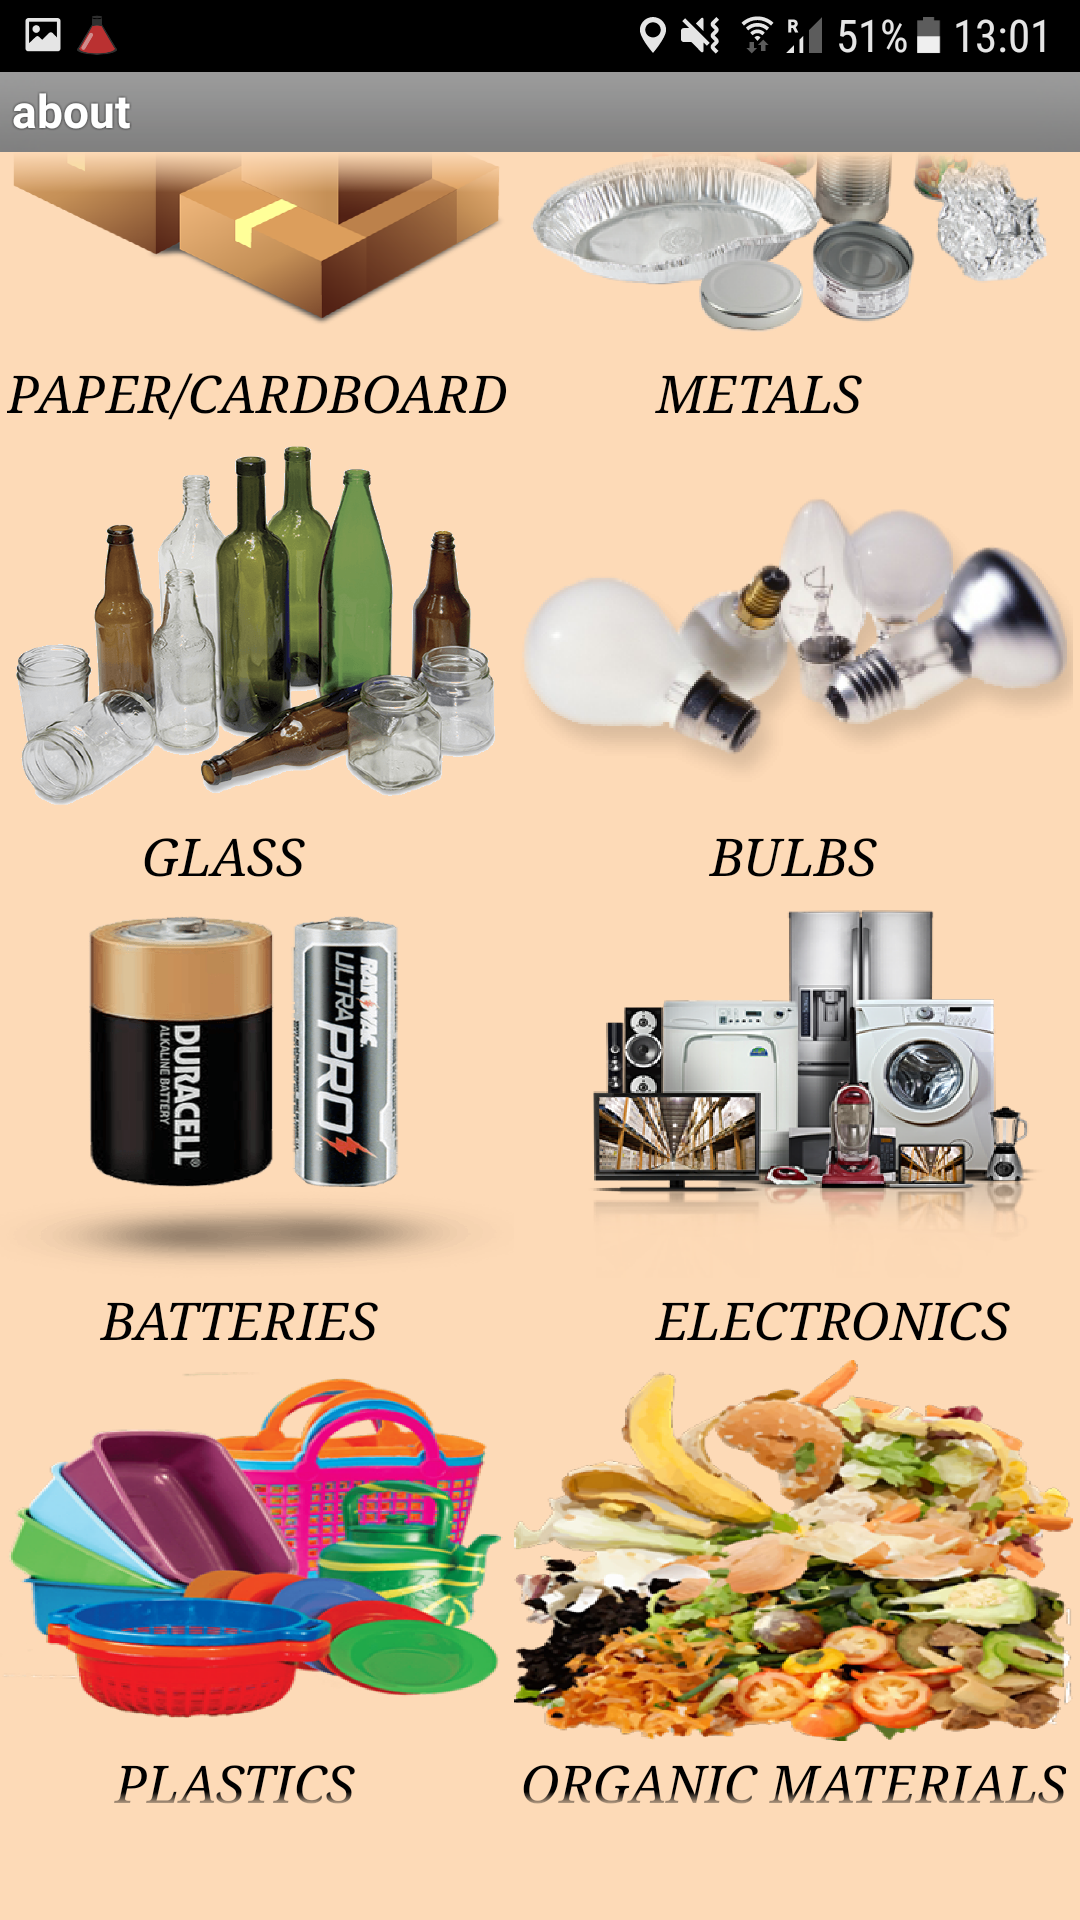 R 51% 13:01
about
PAPER/CARDBOARD METALS
GLASS BULBS
DURACELL®
ALKALINE BATTERY
RAYOVAC
ULTRA
PRO
BATTERIES ELECTRONICS
PLASTICS ORGANIC MATERIALS